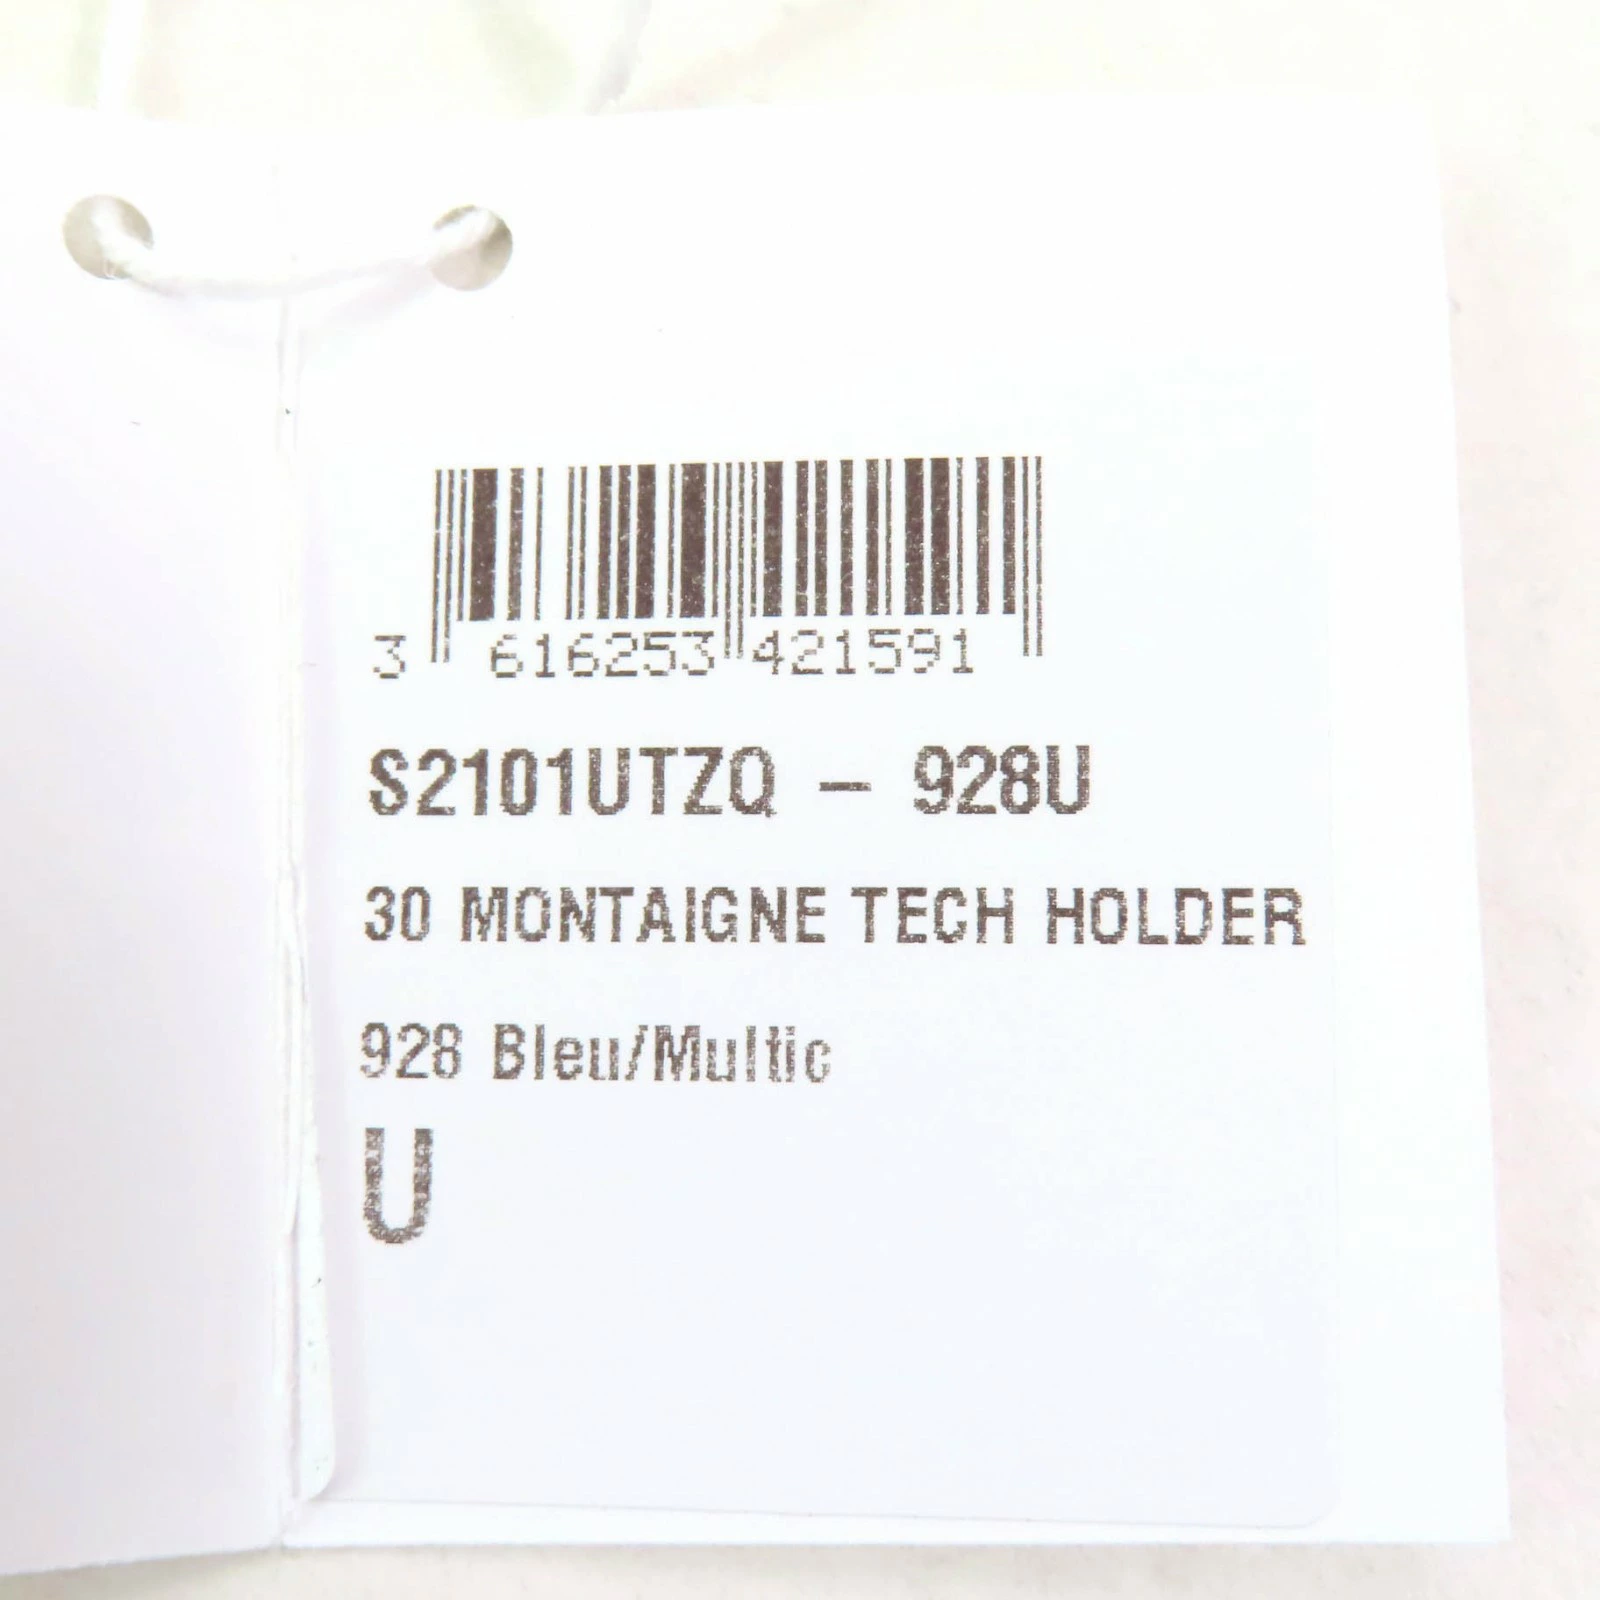 3 616253 421591
S2101UTZQ - 928U
30 MONTAIGNE TECH HOLDER
928 Bleu/Multic
U